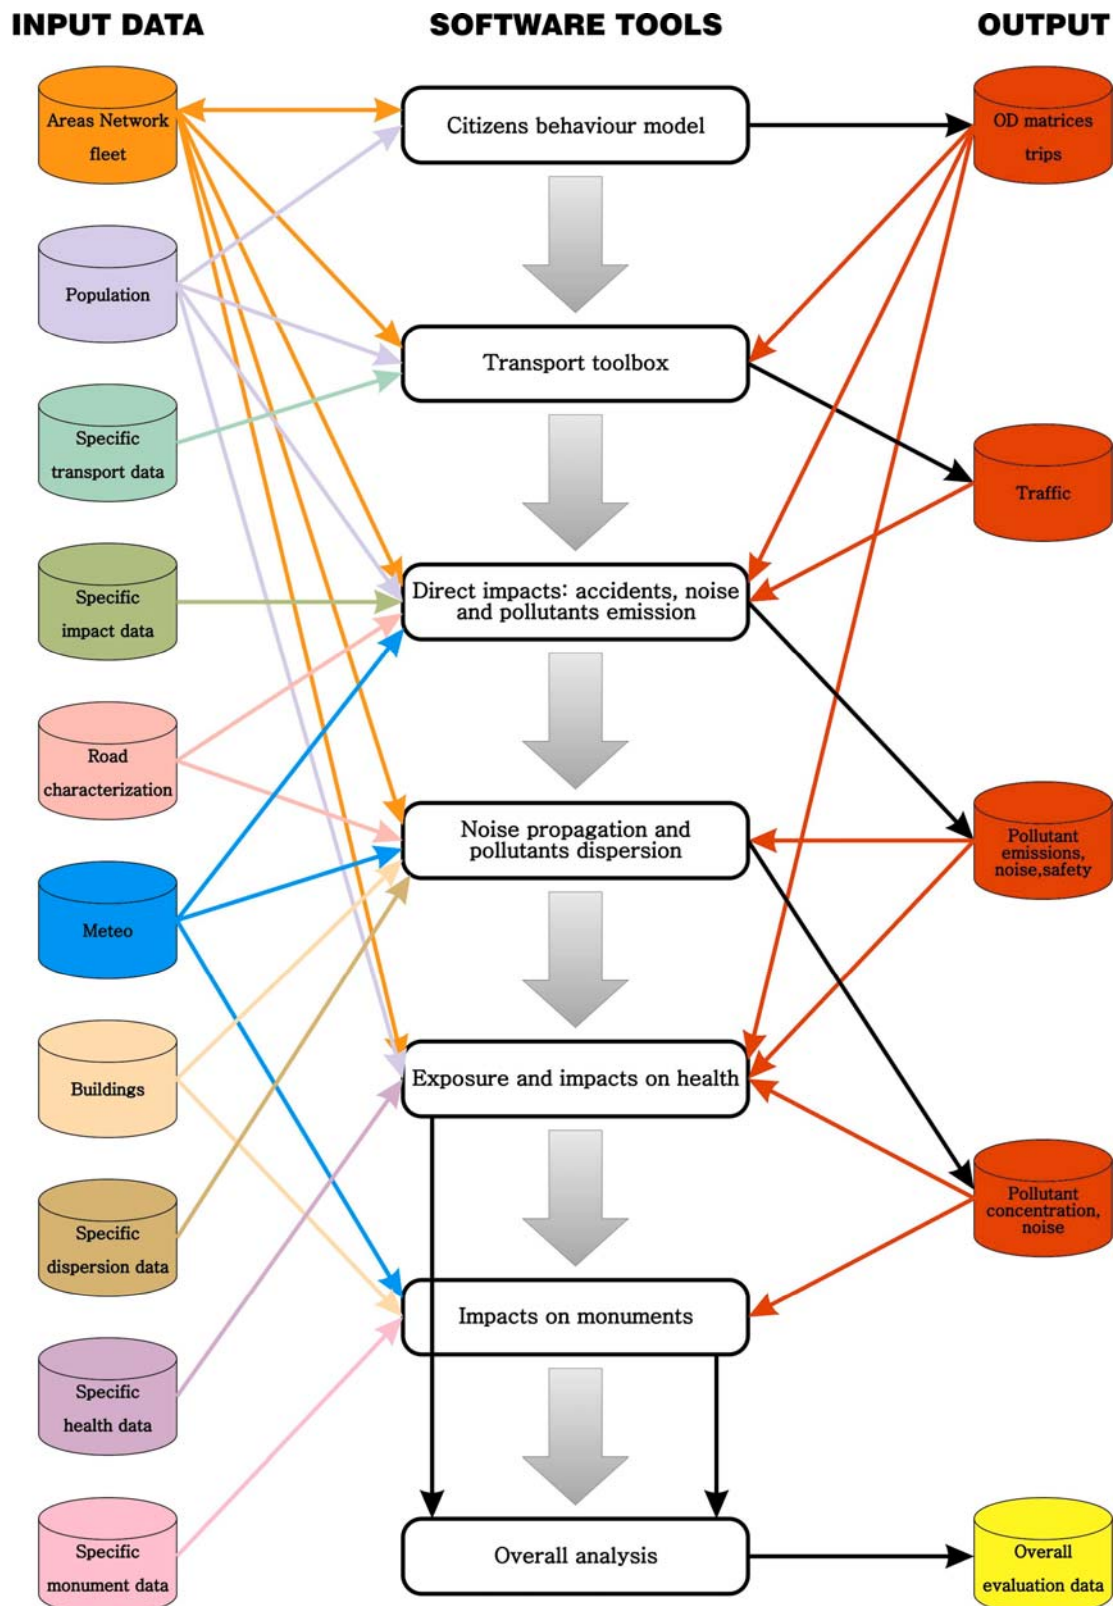 INPUT DATA
SOFTWARE TOOLS
OUTPUT
Areas Network
fleet
Citizens behaviour model
OD matrices
trips
Population
Transport toolbox
Specific
transport data
Traffic
Specific
impact data
Direct impacts: accidents, noise
and pollutants emission
Road
characterization
Noise propagation and
pollutants dispersion
Pollutant
emissions,
noise,safety
Meteo
Buildings
Exposure and impacts on health
Specific
dispersion data
Pollutant
concentration,
noise
Impacts on monuments
Specific
health data
Specific
monument data
Overall analysis
Overall
evaluation data